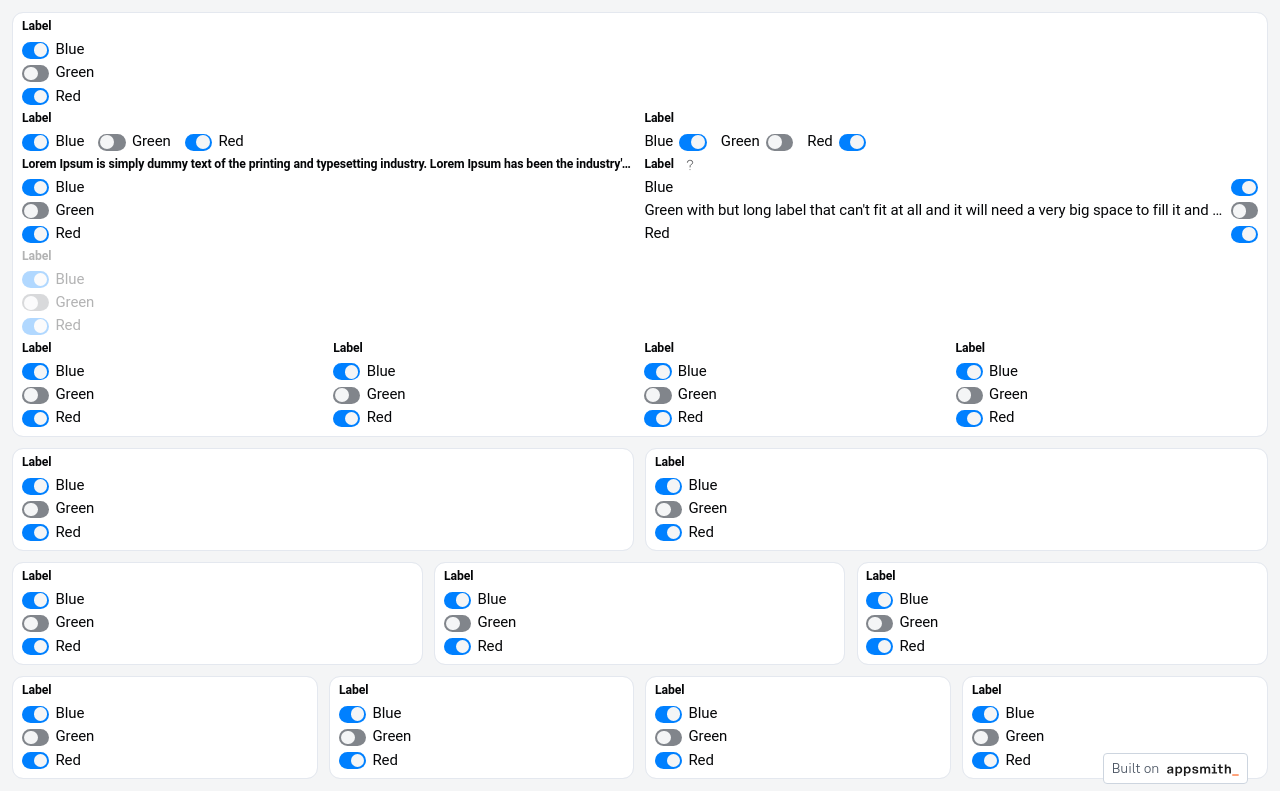 Label
Blue
Green
Red
Label
Blue Green Red
Label
Blue Green Red
Lorem Ipsum is simply dummy text of the printing and typesetting industry. Lorem Ipsum has been the industry'...
Blue
Green
Red
Label ?
Blue
Green with but long label that can't fit at all and it will need a very big space to fill it and ...
Red
Label
Blue
Green
Red
Label
Blue
Green
Red
Label
Blue
Green
Red
Label
Blue
Green
Red
Label
Blue
Green
Red
Label
Blue
Green
Red
Label
Blue
Green
Red
Label
Blue
Green
Red
Label
Blue
Green
Red
Label
Blue
Green
Red
Label
Blue
Green
Red
Label
Blue
Green
Red
Label
Blue
Green
Red
Label
Blue
Green
Red
Built on appsmith_